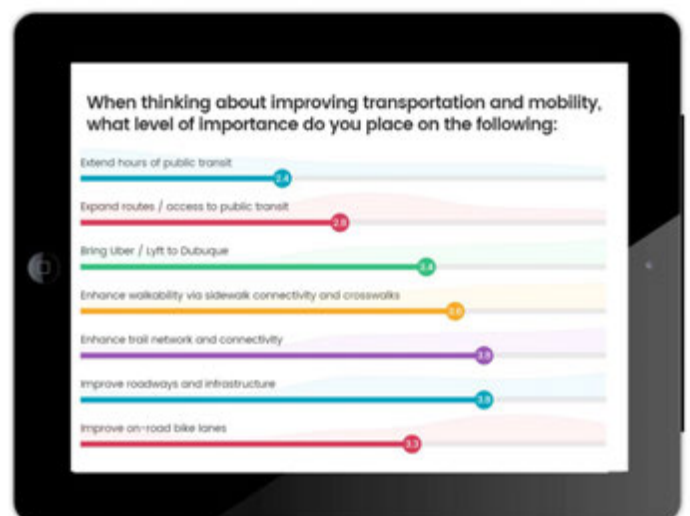 When thinking about improving transportation and mobility,
what level of importance do you place on the following:
Extend hours of public transit
2.4
Expand routes / access to public transit
2.8
Bring Uber / Lyft to Dubuque
3.4
Enhance walkability via sidewalk connectivity and crosswalks
3.6
Enhance trail network and connectivity
3.8
Improve roadways and infrastructure
3.8
Improve on-road bike lanes
3.3